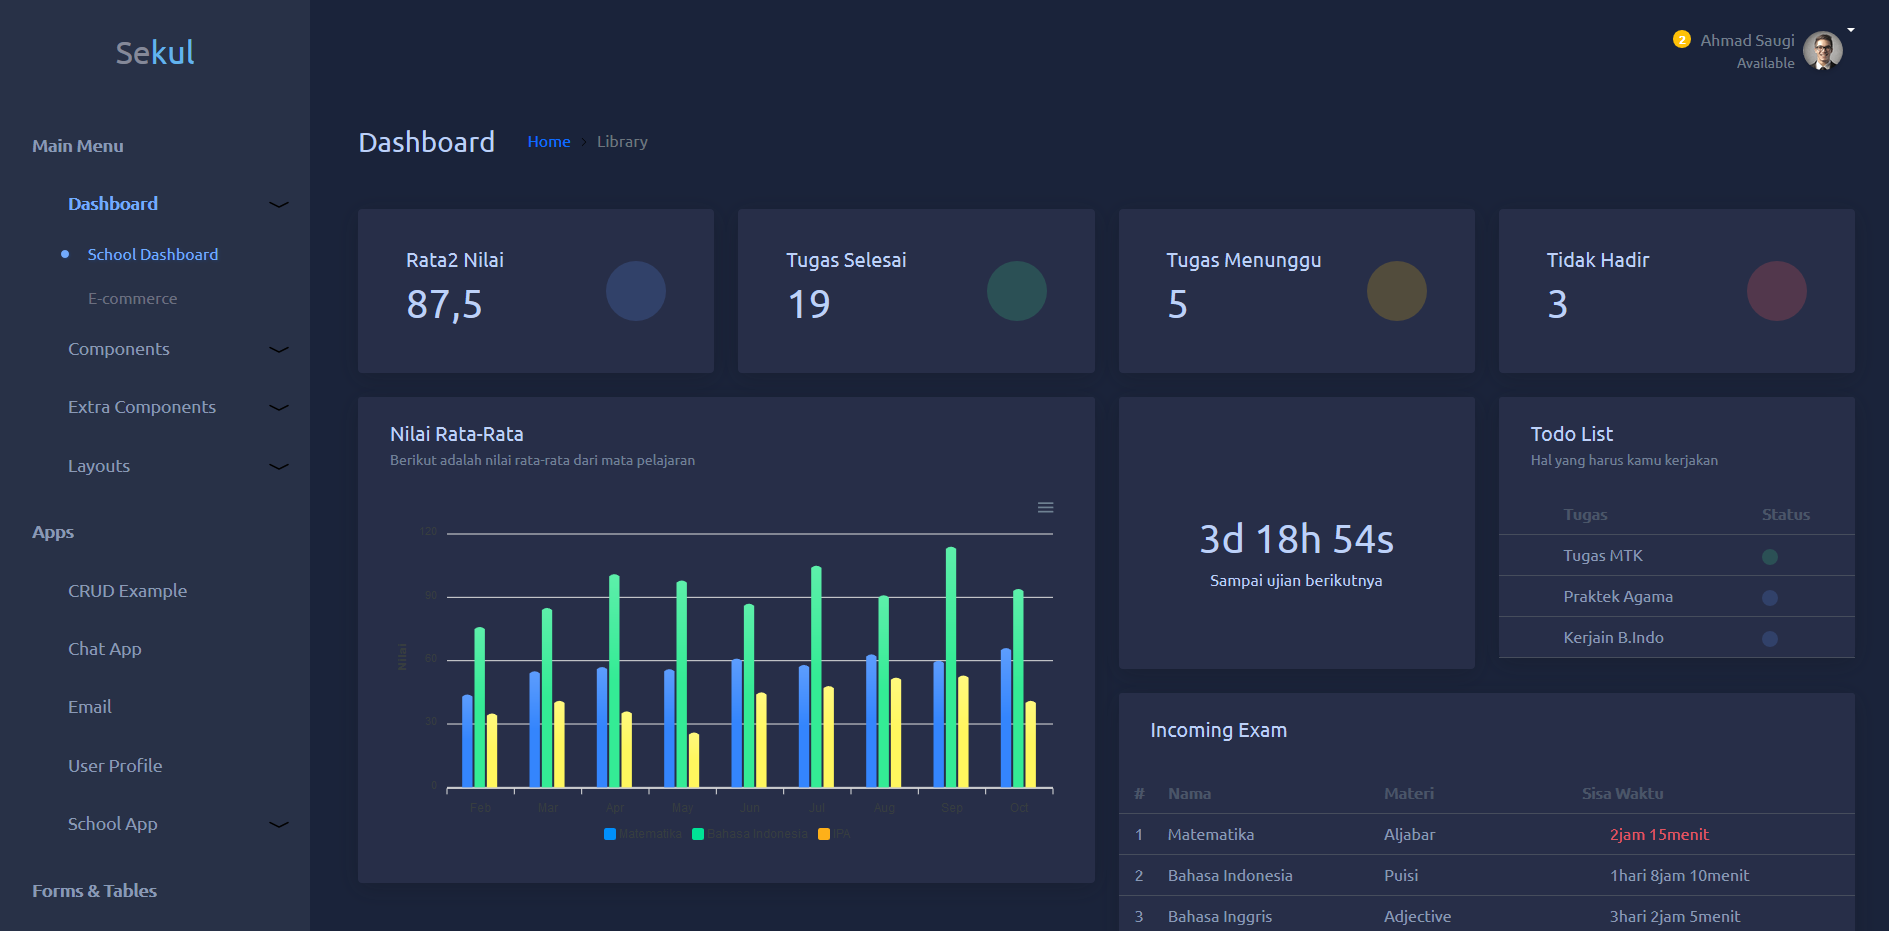 Sekul
Main Menu
Dashboard
School Dashboard
E-commerce
Components
Extra Components
Layouts
Apps
CRUD Example
Chat App
Email
User Profile
School App
Forms & Tables
2 Ahmad Saugi
Available
Dashboard Home › Library
Rata2 Nilai
87,5
Tugas Selesai
19
Tugas Menunggu
5
Tidak Hadir
3
Nilai Rata-Rata
Berikut adalah nilai rata-rata dari mata pelajaran
Nilai
120
90
60
30
0
Feb Mar Apr May Jun Jul Aug Sep Oct
Matematika Bahasa Indonesia IPA
3d 18h 54s
Sampai ujian berikutnya
Todo List
Hal yang harus kamu kerjakan
Tugas Status
Tugas MTK
Praktek Agama
Kerjain B.Indo
Incoming Exam
# Nama Materi Sisa Waktu
1 Matematika Aljabar 2jam 15menit
2 Bahasa Indonesia Puisi 1hari 8jam 10menit
3 Bahasa Inggris Adjective 3hari 2jam 5menit